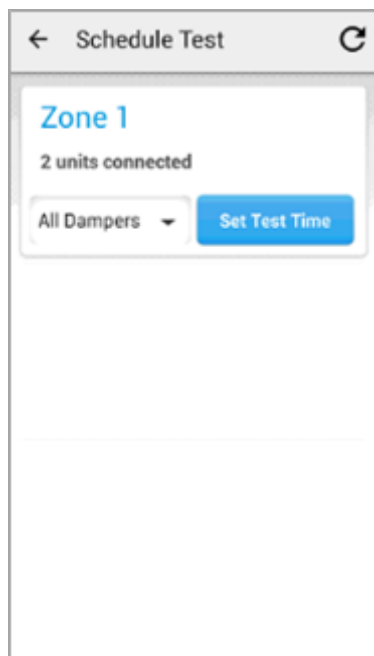 Schedule Test
Zone 1
2 units connected
All Dampers
Set Test Time